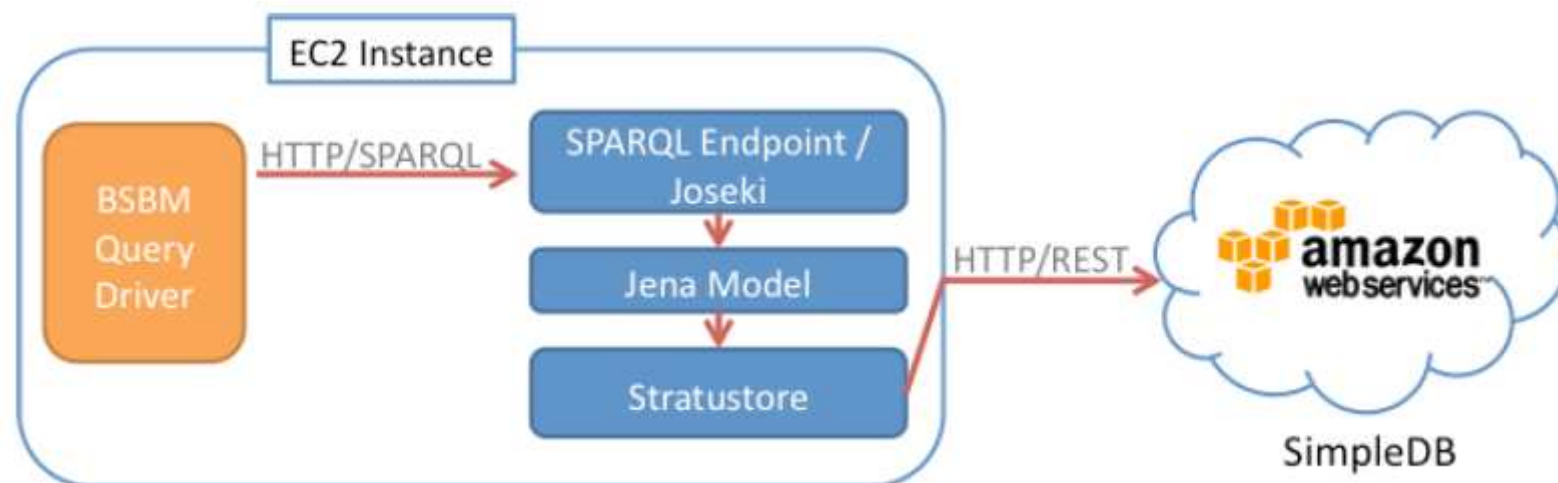 EC2 Instance
BSBM
Query
Driver
HTTP/SPARQL
SPARQL Endpoint /
Joseki
Jena Model
Stratustore
HTTP/REST
amazon
webservices
SimpleDB